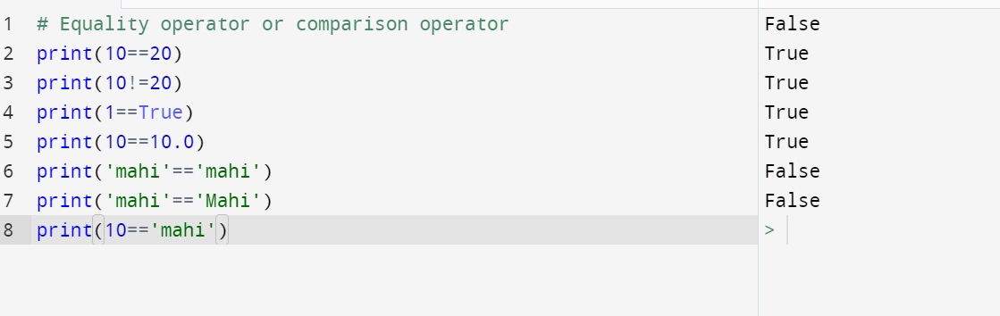 1 # Equality operator or comparison operator
2 print(10==20)
3 print(10!=20)
4 print(1==True)
5 print(10==10.0)
6 print('mahi'=='mahi')
7 print('mahi'=='Mahi')
8 print(10=='mahi')
False
True
True
True
True
False
False
>